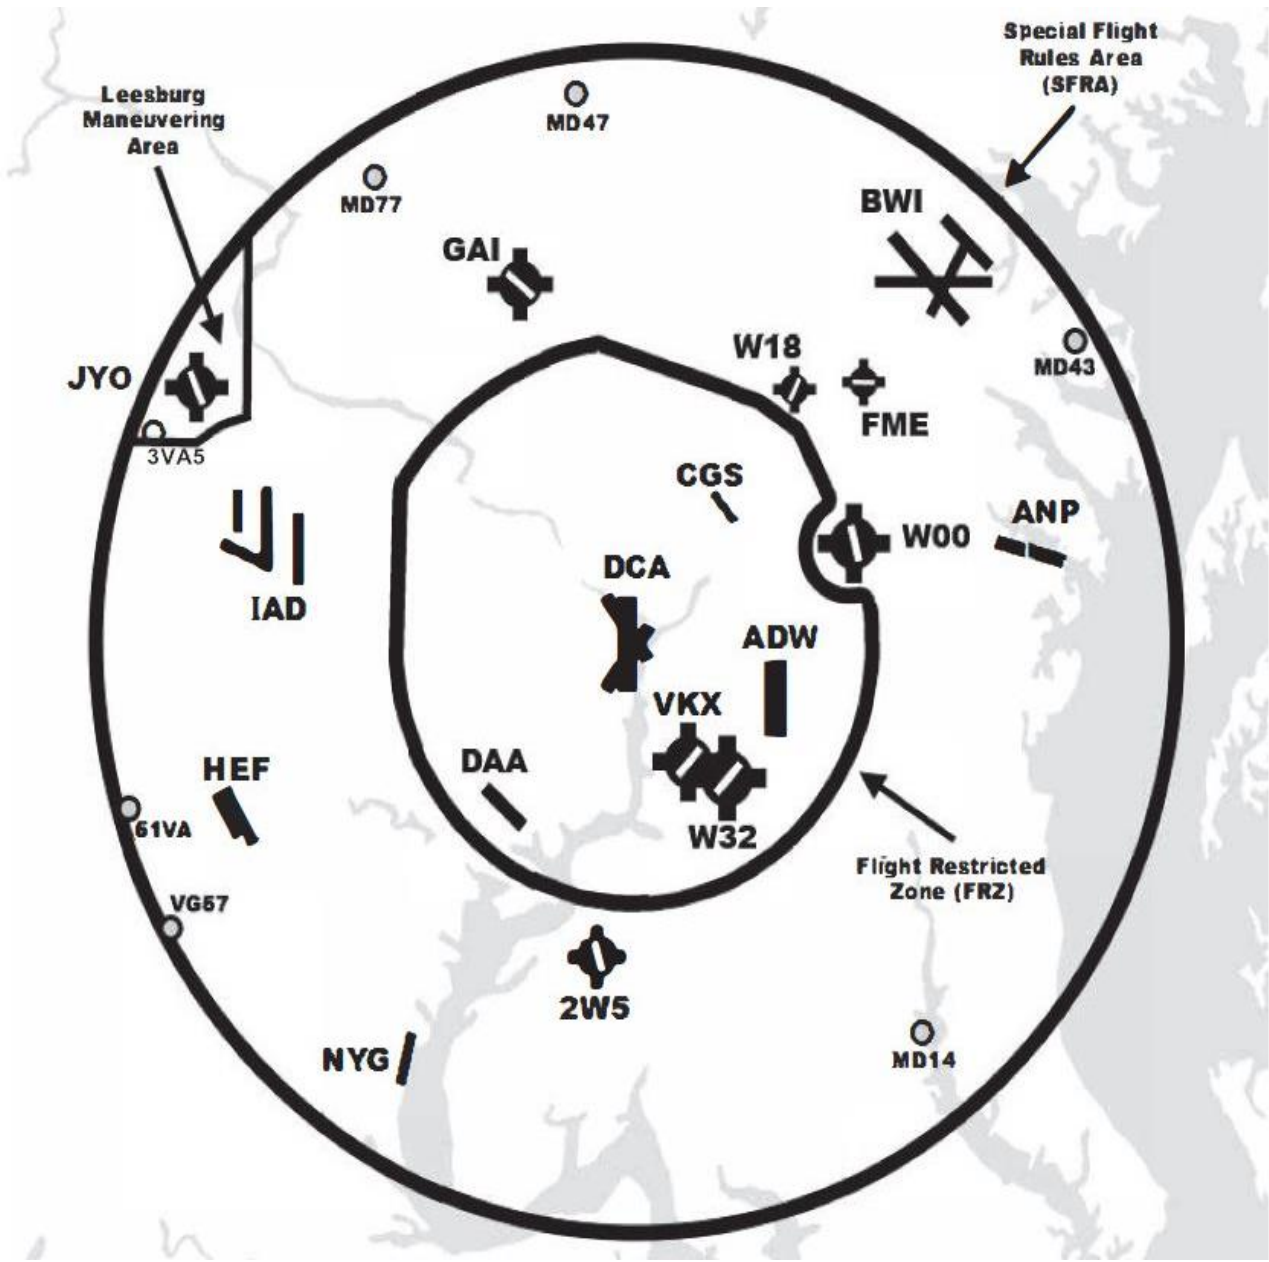 Special Flight
Rules Area
(SFRA)
Leesburg
Maneuvering
Area
MD47
MD77
BWI
GAI
W18
MD43
JYO
FME
3VA5
CGS
ANP
W00
DCA
IAD
ADW
VKX
DAA
HEF
61VA
W32
Flight Restricted
Zone (FRZ)
VG57
2W5
NYG
MD14